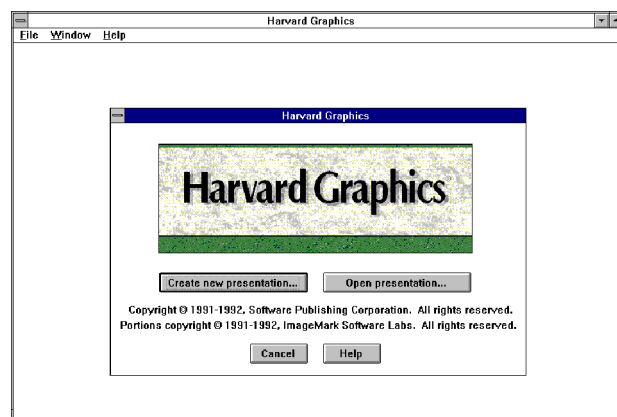 Harvard Graphics
File Window Help
Harvard Graphics
Harvard Graphics
Create new presentation... Open presentation...
Copyright © 1991-1992, Software Publishing Corporation. All rights reserved.
Portions copyright © 1991-1992, ImageMark Software Labs. All rights reserved.
Cancel Help